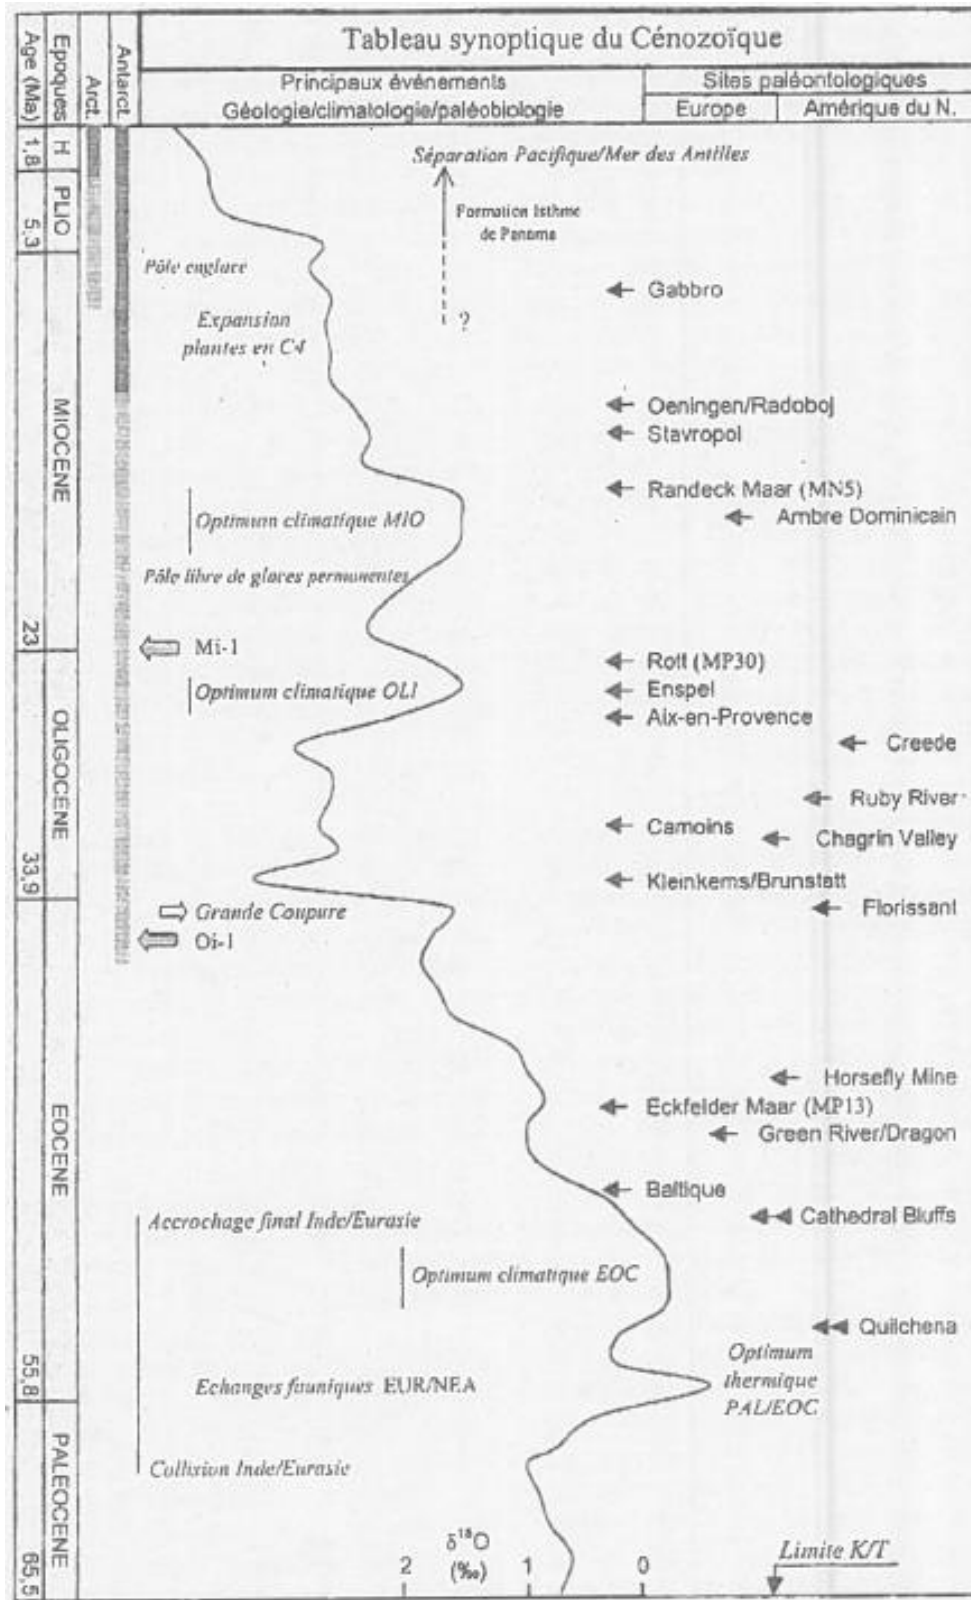 Tableau synoptique du Cénozoïque
Age (Ma)
Epoques
Arct.
Antarct.
Principaux événements
Géologie/climatologie/paléobiologie
Sites paléontologiques
Europe
Amérique du N.
1,8
H
Séparation Pacifique/Mer des Antilles
PLIO
5,3
Formation Isthme
de Panama
Pôle englacé
Gabbro
Expansion
plantes en C4
?
MIOCENE
Oeningen/Radoboj
Stavropol
Randeck Maar (MN5)
Optimum climatique MIO
Ambre Dominicain
Pôle libre de glaces permanentes
23
Mi-1
Rott (MP30)
Optimum climatique OLI
Enspel
Aix-en-Provence
Creede
OLIGOCENE
Ruby River
Camoins
Chagrin Valley
33,9
Kleinkems/Brunstatt
Grande Coupure
Florissant
Oi-1
EOCENE
Horsefly Mine
Eckfelder Maar (MP13)
Green River/Dragon
Baltique
Accrochage final Inde/Eurasie
Cathedral Bluffs
Optimum climatique EOC
Quilchena
55,8
Echanges fauniques EUR/NEA
Optimum
thermique
PAL/EOC
PALEOCENE
Collision Inde/Eurasie
65,5
δ18O
(‰)
2
1
0
Limite K/T